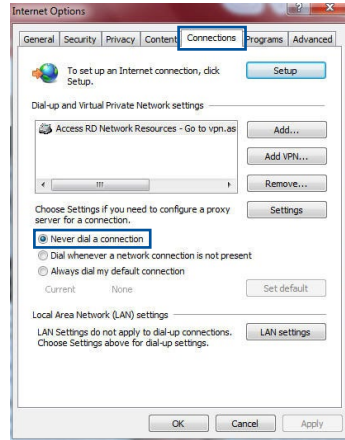 Internet Options
General Security Privacy Content Connections Programs Advanced
To set up an Internet connection, click
Setup.
Setup
Dial-up and Virtual Private Network settings
Access RD Network Resources - Go to vpn.as
Add...
Add VPN...
Remove...
Choose Settings if you need to configure a proxy
server for a connection.
Settings
Never dial a connection
Dial whenever a network connection is not present
Always dial my default connection
Current None
Set default
Local Area Network (LAN) settings
LAN Settings do not apply to dial-up connections.
Choose Settings above for dial-up settings.
LAN settings
OK Cancel Apply